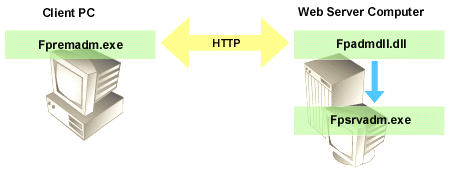 Client PC
Web Server Computer
Fpremadm.exe
HTTP
Fpadmdll.dll
Fpsrvadm.exe